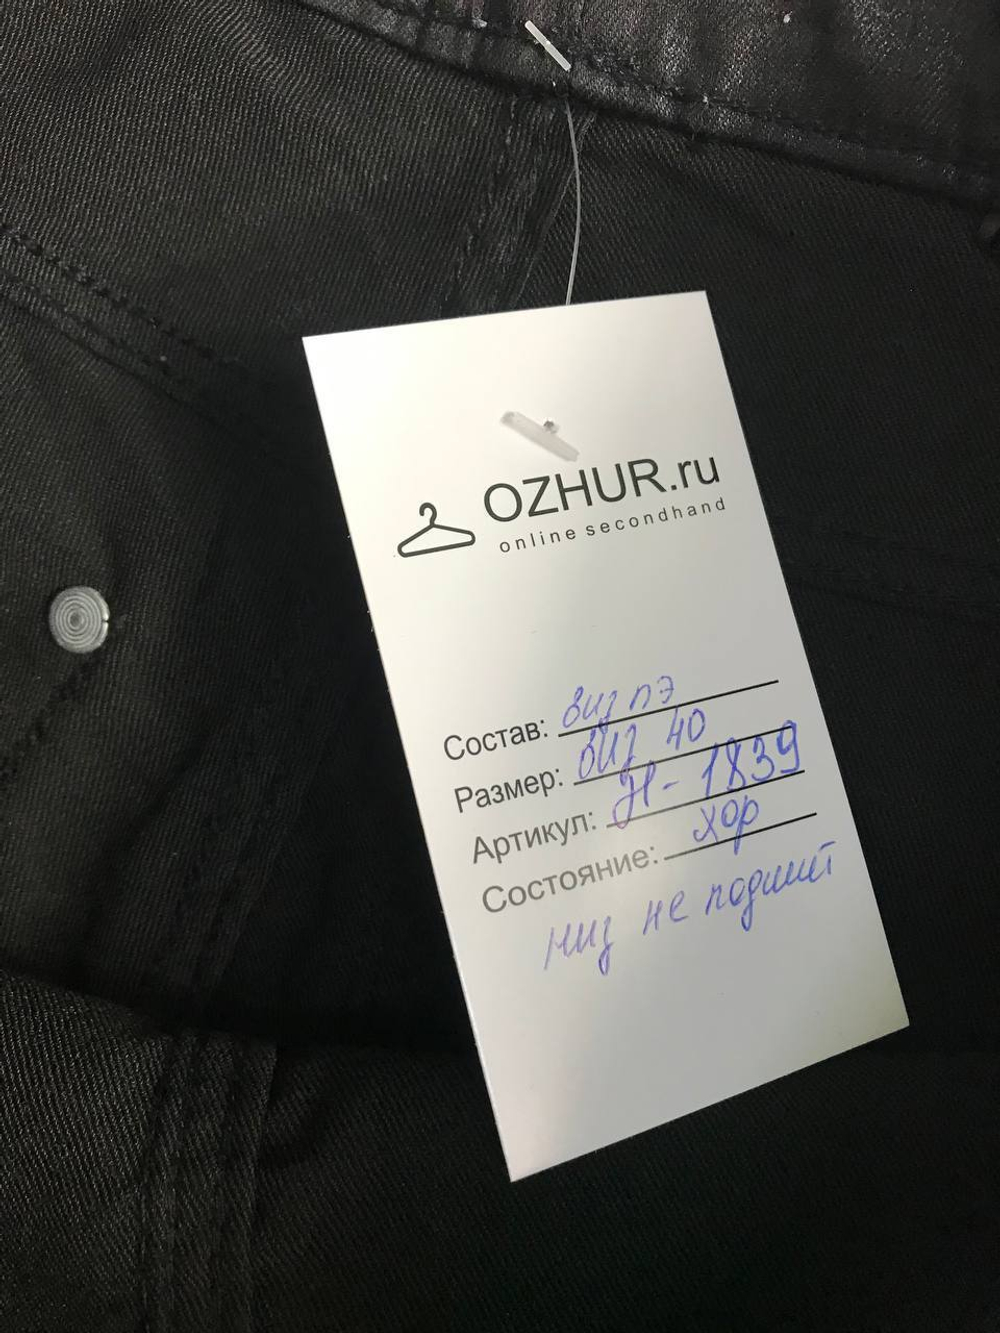 OZHUR.ru
online secondhand
Состав: виз пэ
Размер: виз 40
Артикул: Н-1839
Состояние: хор
низ не подшит